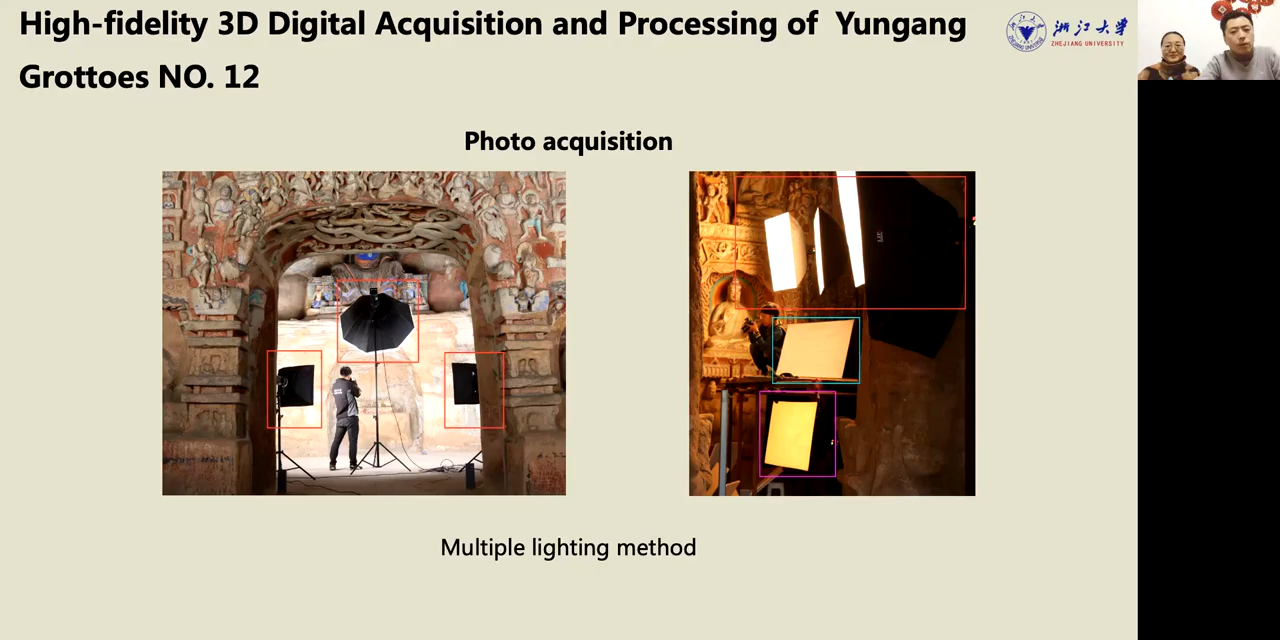 High-fidelity 3D Digital Acquisition and Processing of Yungang
Grottoes NO. 12
浙江大学
ZHEJIANG UNIVERSITY
Photo acquisition
Multiple lighting method